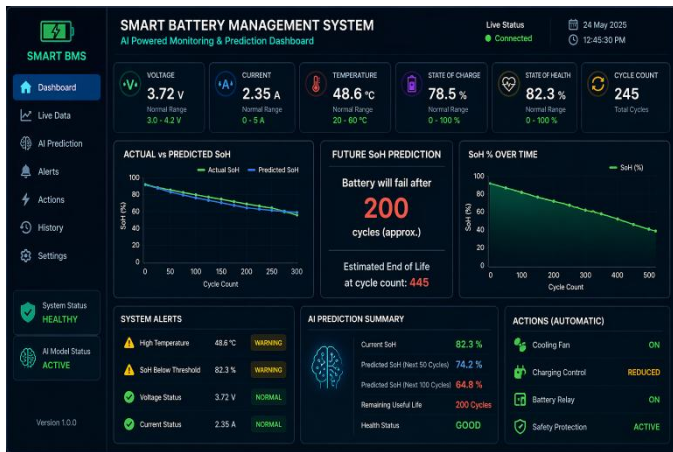 SMART BMS
Dashboard
Live Data
AI Prediction
Alerts
Actions
History
Settings
System Status
HEALTHY
AI Model Status
ACTIVE
Version 1.0.0
SMART BATTERY MANAGEMENT SYSTEM
AI Powered Monitoring & Prediction Dashboard
Live Status
Connected
24 May 2025
12:45:30 PM
V
VOLTAGE
3.72 V
Normal Range
3.0 - 4.2 V
A
CURRENT
2.35 A
Normal Range
0 - 5 A
TEMPERATURE
48.6 °C
Normal Range
20 - 60 °C
STATE OF CHARGE
78.5 %
Normal Range
0 - 100 %
STATE OF HEALTH
82.3 %
Normal Range
0 - 100 %
CYCLE COUNT
245
Total Cycles
ACTUAL vs PREDICTED SoH
Actual SoH
Predicted SoH
SoH (%)
100
80
60
40
20
0
0 50 100 150 200 250 300
Cycle Count
FUTURE SoH PREDICTION
Battery will fail after
200
cycles (approx.)
Estimated End of Life
at cycle count: 445
SoH % OVER TIME
SoH (%)
SoH (%)
100
80
60
40
20
0
0 100 200 300 400 500
Cycle Count
SYSTEM ALERTS
High Temperature 48.6 °C WARNING
SoH Below Threshold 82.3 % WARNING
Voltage Status 3.72 V NORMAL
Current Status 2.35 A NORMAL
AI PREDICTION SUMMARY
Current SoH 82.3 %
Predicted SoH (Next 50 Cycles) 74.2 %
Predicted SoH (Next 100 Cycles) 64.8 %
Remaining Useful Life 200 Cycles
Health Status GOOD
ACTIONS (AUTOMATIC)
Cooling Fan ON
Charging Control REDUCED
Battery Relay ON
Safety Protection ACTIVE